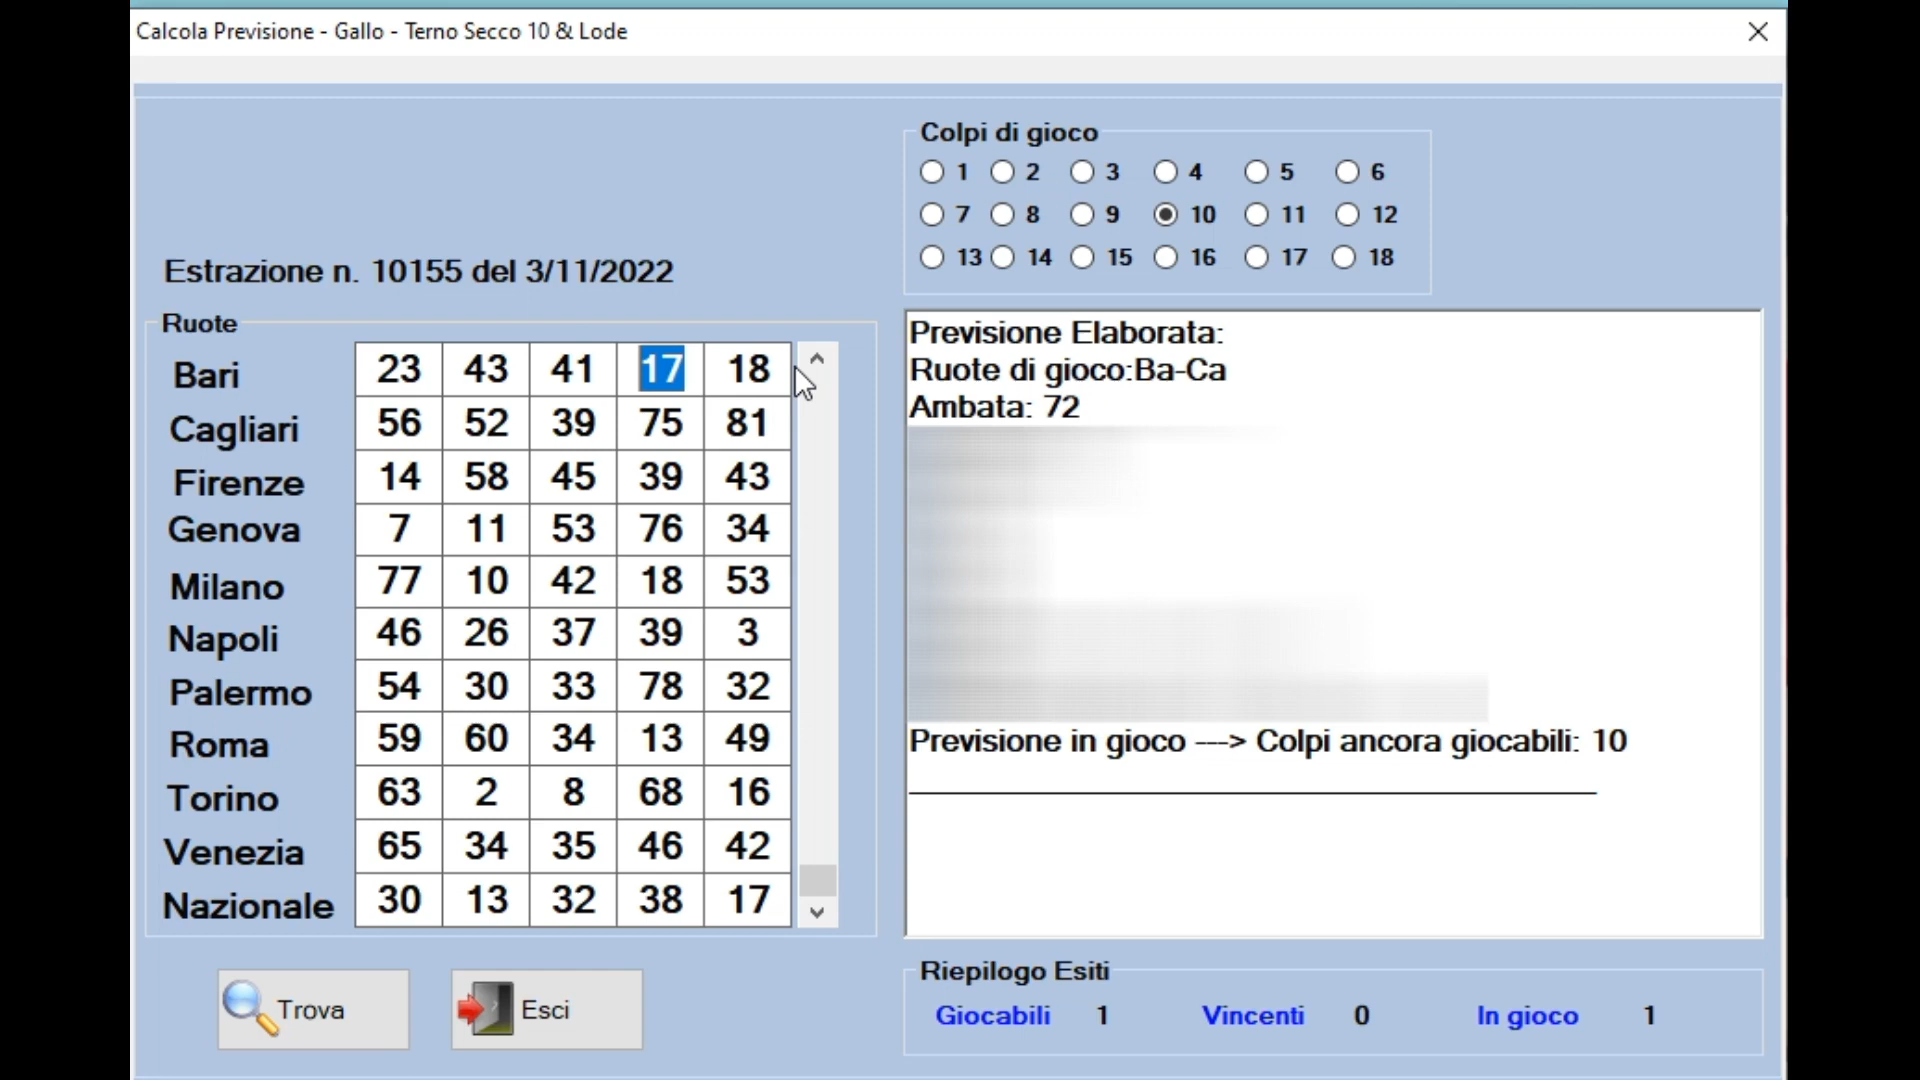 Calcola Previsione - Gallo - Terno Secco 10 & Lode
Colpi di gioco
1 2 3 4 5 6
7 8 9 10 11 12
13 14 15 16 17 18
Estrazione n. 10155 del 3/11/2022
Ruote
Bari 23 43 41 17 18
Cagliari 56 52 39 75 81
Firenze 14 58 45 39 43
Genova 7 11 53 76 34
Milano 77 10 42 18 53
Napoli 46 26 37 39 3
Palermo 54 30 33 78 32
Roma 59 60 34 13 49
Torino 63 2 8 68 16
Venezia 65 34 35 46 42
Nazionale 30 13 32 38 17
Previsione Elaborata:
Ruote di gioco:Ba-Ca
Ambata: 72
Previsione in gioco ---> Colpi ancora giocabili: 10
Trova
Esci
Riepilogo Esiti
Giocabili 1 Vincenti 0 In gioco 1